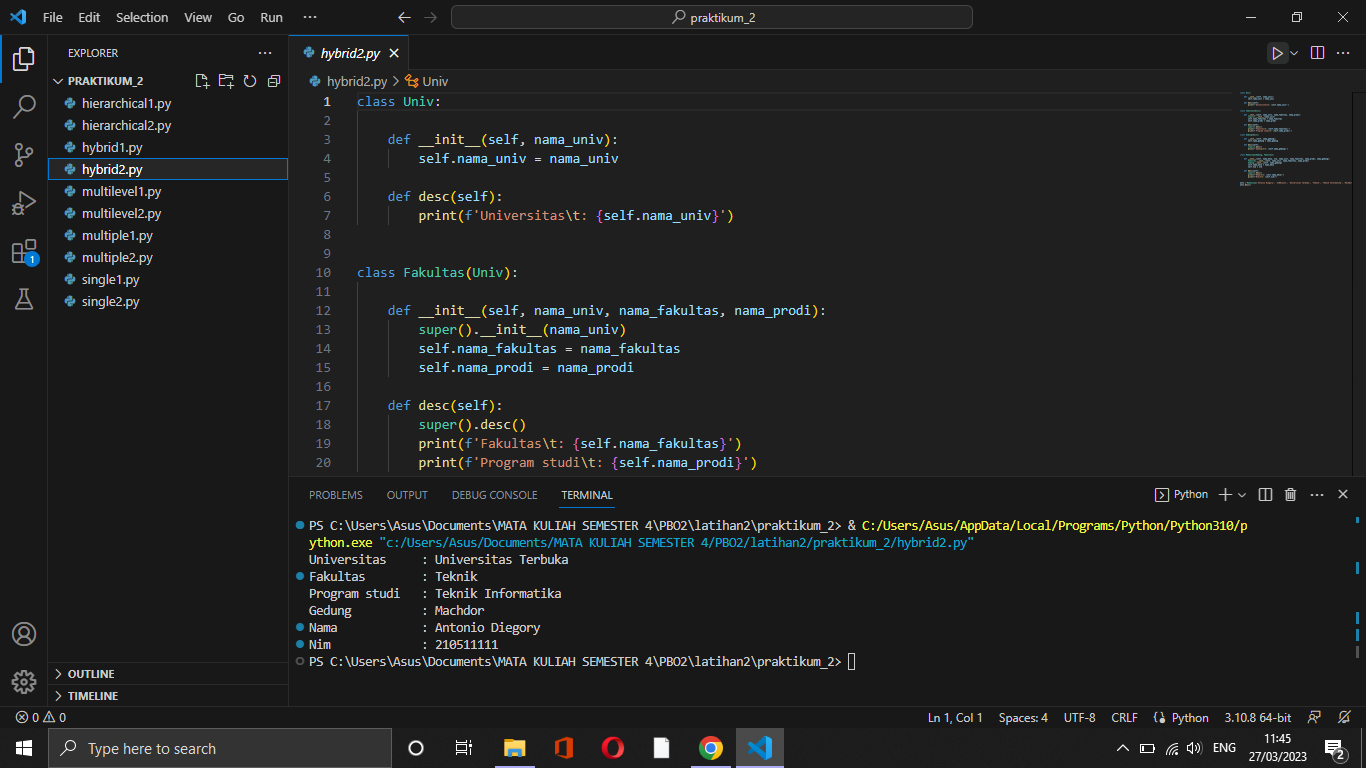 File Edit Selection View Go Run ··· praktikum_2
EXPLORER ···
PRAKTIKUM_2
hierarchical1.py
hierarchical2.py
hybrid1.py
hybrid2.py
multilevel1.py
multilevel2.py
multiple1.py
multiple2.py
single1.py
single2.py
1
OUTLINE
TIMELINE
hybrid2.py
hybrid2.py > Univ
1 class Univ:
2
3 def __init__(self, nama_univ):
4 self.nama_univ = nama_univ
5
6 def desc(self):
7 print(f'Universitas\t: {self.nama_univ}')
8
9
10 class Fakultas(Univ):
11
12 def __init__(self, nama_univ, nama_fakultas, nama_prodi):
13 super().__init__(nama_univ)
14 self.nama_fakultas = nama_fakultas
15 self.nama_prodi = nama_prodi
16
17 def desc(self):
18 super().desc()
19 print(f'Fakultas\t: {self.nama_fakultas}')
20 print(f'Program studi\t: {self.nama_prodi}')
PROBLEMS OUTPUT DEBUG CONSOLE TERMINAL Python
PS C:\Users\Asus\Documents\MATA KULIAH SEMESTER 4\PBO2\latihan2\praktikum_2> & C:/Users/Asus/AppData/Local/Programs/Python/Python310/p
ython.exe "c:/Users/Asus/Documents/MATA KULIAH SEMESTER 4/PBO2/latihan2/praktikum_2/hybrid2.py"
Universitas : Universitas Terbuka
Fakultas : Teknik
Program studi : Teknik Informatika
Gedung : Machdor
Nama : Antonio Diegory
Nim : 210511111
PS C:\Users\Asus\Documents\MATA KULIAH SEMESTER 4\PBO2\latihan2\praktikum_2>
0 0 Ln 1, Col 1 Spaces: 4 UTF-8 CRLF Python 3.10.8 64-bit
Type here to search
ENG
11:45
27/03/2023
2